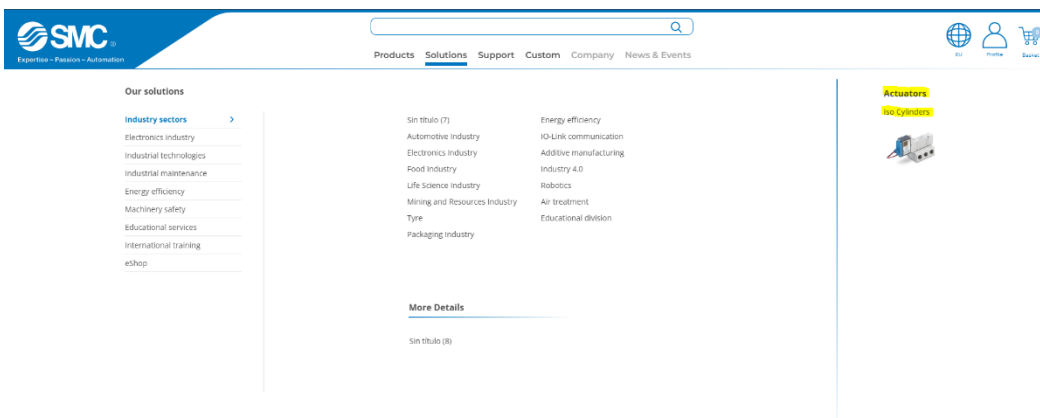 SMC
Expertise – Passion – Automation
Products Solutions Support Custom Company News & Events
EU Profile Basket
Our solutions
Industry sectors >
Electronics industry
Industrial technologies
Industrial maintenance
Energy efficiency
Machinery safety
Educational services
International training
eShop
Sin título (7)
Automotive Industry
Electronics Industry
Food Industry
Life Science Industry
Mining and Resources Industry
Tyre
Packaging Industry
Energy efficiency
IO-Link communication
Additive manufacturing
Industry 4.0
Robotics
Air treatment
Educational division
More Details
Sin título (8)
Actuators
Iso Cylinders